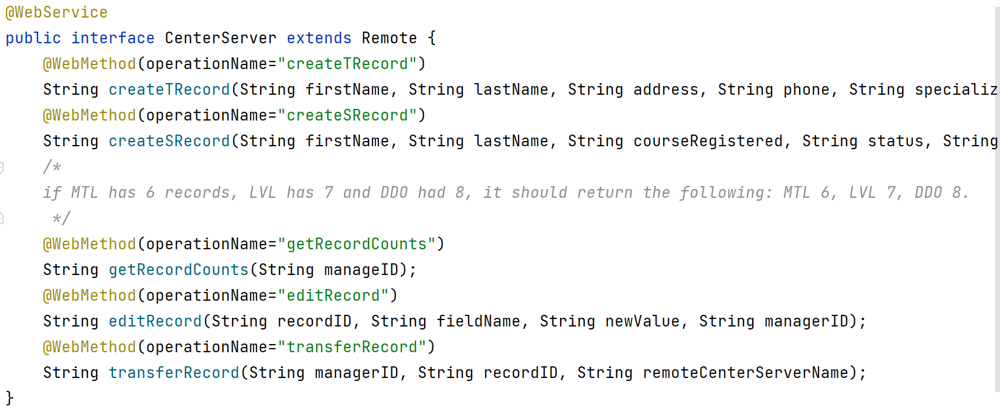 @WebService
public interface CenterServer extends Remote {
@WebMethod(operationName="createTRecord")
String createTRecord(String firstName, String lastName, String address, String phone, String
@WebMethod(operationName="createSRecord")
String createSRecord(String firstName, String lastName, String courseRegistered, String status, String
/*
if MTL has 6 records, LVL has 7 and DDO had 8, it should return the following: MTL 6, LVL 7, DDO 8.
*/
@WebMethod(operationName="getRecordCounts")
String getRecordCounts(String manageID);
@WebMethod(operationName="editRecord")
String editRecord(String recordID, String fieldName, String newValue, String managerID);
@WebMethod(operationName="transferRecord")
String transferRecord(String managerID, String recordID, String remoteCenterServerName);
}